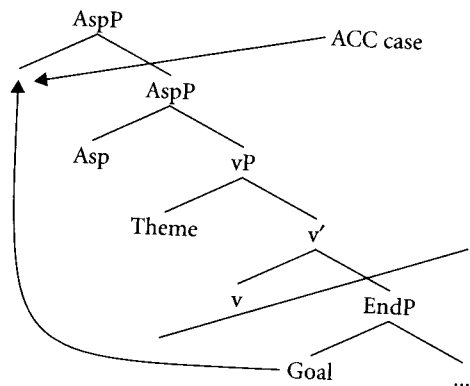 AspP
ACC case
AspP
Asp
vP
Theme
v′
v
EndP
Goal
...